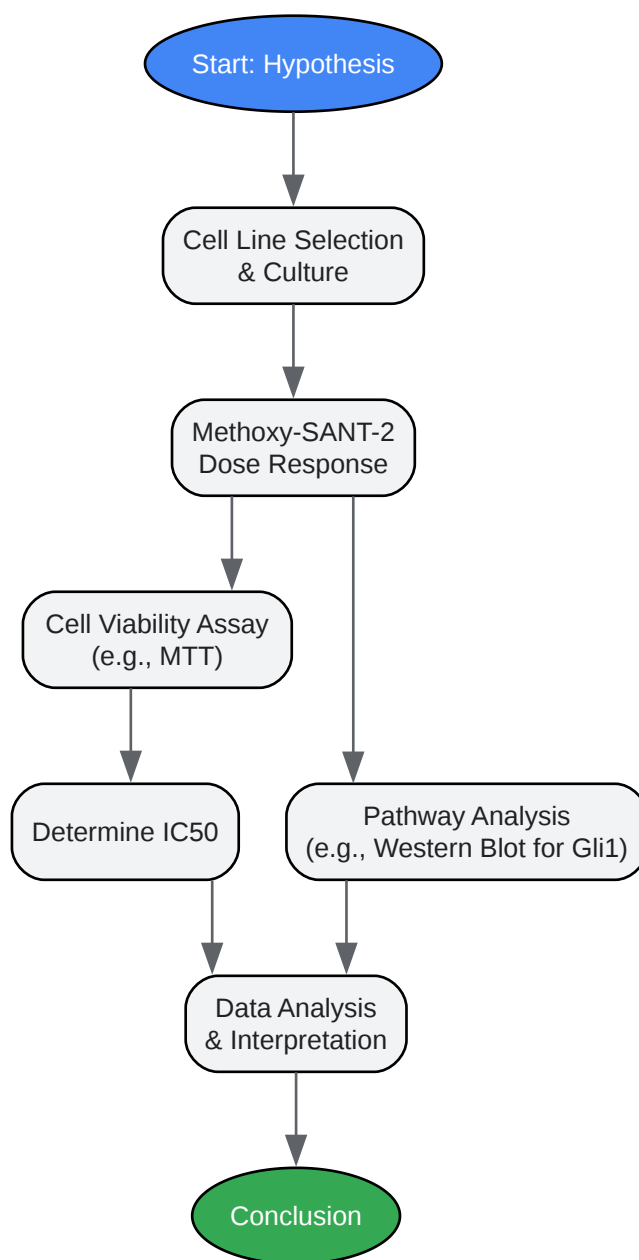 Start: Hypothesis
Cell Line Selection
& Culture
Methoxy-SANT-2
Dose Response
Cell Viability Assay
(e.g., MTT)
Determine IC50
Pathway Analysis
(e.g., Western Blot for Gli1)
Data Analysis
& Interpretation
Conclusion